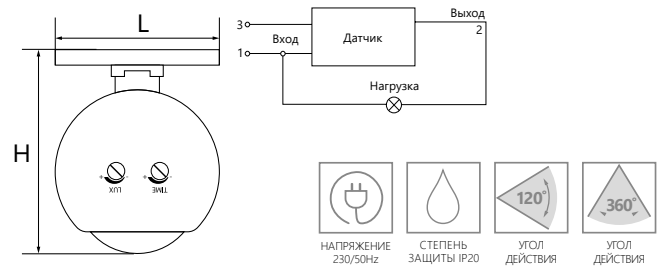 L
H
LUX
TIME
- +
- +
3
1
Вход
Датчик
Выход
2
Нагрузка
120°
360°
НАПРЯЖЕНИЕ
230/50Hz
СТЕПЕНЬ
ЗАЩИТЫ IP20
УГОЛ
ДЕЙСТВИЯ
УГОЛ
ДЕЙСТВИЯ